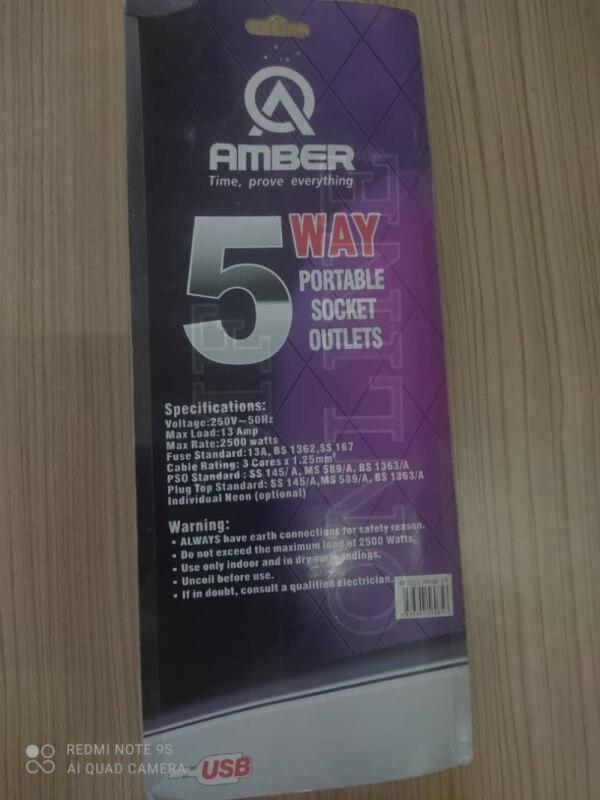 AMBER
Time, prove everything
5 WAY
PORTABLE
SOCKET
OUTLETS
Specifications:
Voltage:250V~50Hz
Max Load:13 Amp
Max Rate:2500 watts
Fuse Standard:13A, BS 1362,SS 167
Cable Rating: 3 Cores x 1.25mm²
PSO Standard : SS 145/ A, MS 589/A, BS 1363/A
Plug Top Standard: SS 145/A,MS 589/A, BS 1363/A
Individual Neon (optional)
Warning:
• ALWAYS have earth connections for safety reason.
• Do not exceed the maximum load of 2500 Watts,
• Use only indoor and in dry surroundings.
• Uncoil before use.
• If in doubt, consult a qualified electrician.
USB
REDMI NOTE 9S
AI QUAD CAMERA